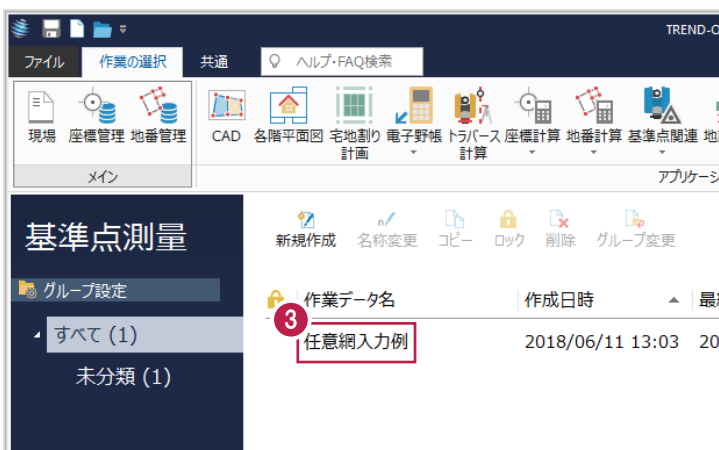 TREND-O
ファイル 作業の選択 共通 ヘルプ・FAQ検索
現場 座標管理 地番管理 CAD 各階平面図 宅地割り 電子野帳 トラバース 座標計算 地番計算 基準点関連 地
計画 計算
メイン アプリケーシ
基準点測量
新規作成 名称変更 コピー ロック 削除 グループ変更
グループ設定
作業データ名 作成日時 最
3
すべて (1)
任意網入力例 2018/06/11 13:03 20
未分類 (1)